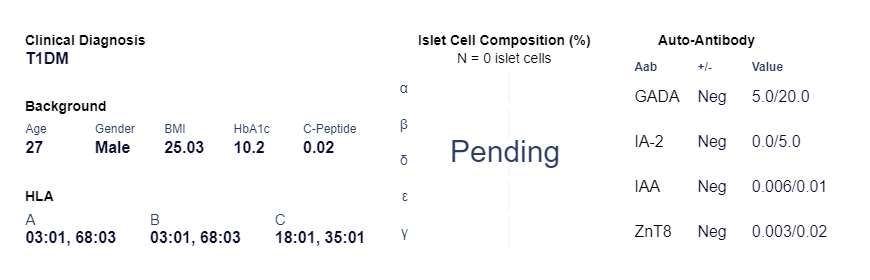 Clinical Diagnosis
T1DM
Background
Age Gender BMI HbA1c C-Peptide
27 Male 25.03 10.2 0.02
HLA
A B C
03:01, 68:03 03:01, 68:03 18:01, 35:01
Islet Cell Composition (%)
N = 0 islet cells
α
β
δ
ε
γ
Pending
Auto-Antibody
Aab +/- Value
GADA Neg 5.0/20.0
IA-2 Neg 0.0/5.0
IAA Neg 0.006/0.01
ZnT8 Neg 0.003/0.02